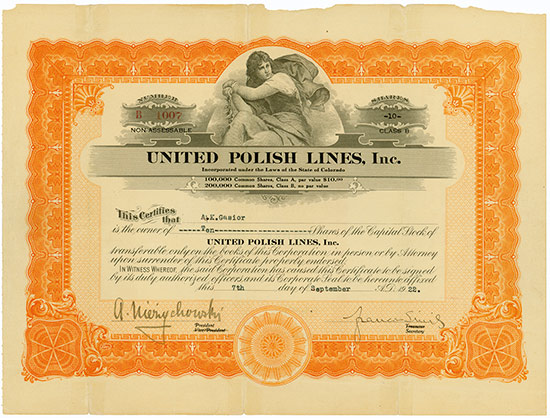 NUMBER
B 1007
NON ASSESSABLE
SHARES
-10-
CLASS B
UNITED POLISH LINES, Inc.
Incorporated under the Laws of the State of Colorado
100,000 Common Shares, Class A, par value $10.00
200,000 Common Shares, Class B, no par value
This Certifies that A.K.Gasior
is the owner of ----Ten---- Shares of the Capital Stock of
UNITED POLISH LINES, Inc.
transferable only on the books of this Corporation in person or by Attorney
upon surrender of this Certificate properly endorsed.
IN WITNESS WHEREOF, the said Corporation has caused this Certificate to be signed
by its duly authorized officers and its Corporate Seal to be hereunto affixed
this 7th day of September A.D. 1922.
A. Niezychowski
President
Vice-President
Treasurer
Secretary